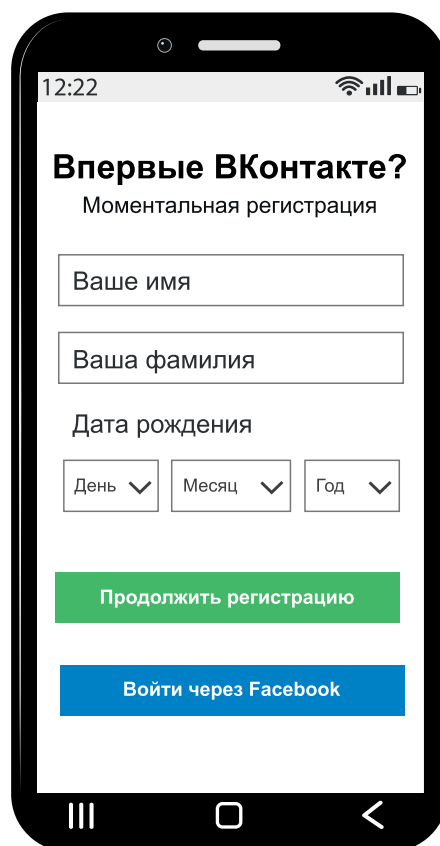 12:22
Впервые ВКонтакте?
Моментальная регистрация
Ваше имя
Ваша фамилия
Дата рождения
День Месяц Год
Продолжить регистрацию
Войти через Facebook